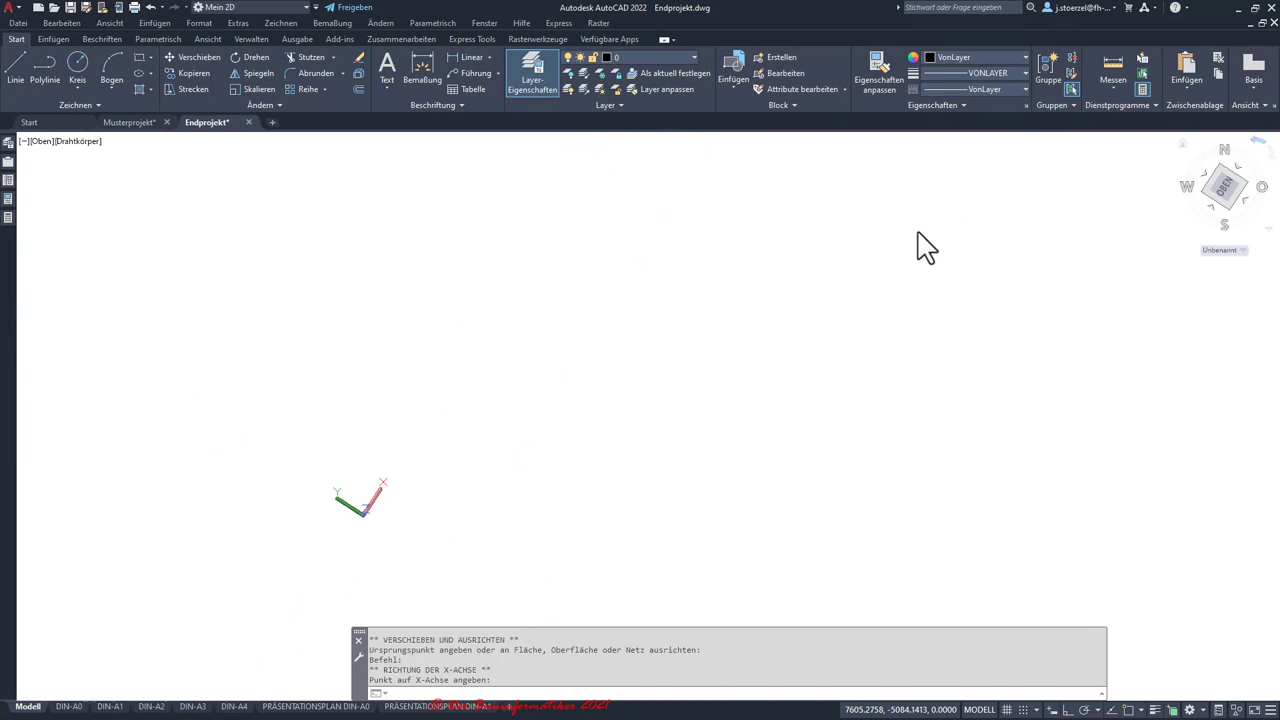 Mein 2D
Freigeben
Autodesk AutoCAD 2022 Endprojekt.dwg
Stichwort oder Frage eingeben
j.stoerzel@fh-...
Datei Bearbeiten Ansicht Einfügen Format Extras Zeichnen Bemaßung Ändern Parametrisch Fenster Hilfe Express Raster
Start Einfügen Beschriften Parametrisch Ansicht Verwalten Ausgabe Add-ins Zusammenarbeiten Express Tools Rasterwerkzeuge Verfügbare Apps
Linie Polylinie Kreis Bogen
Verschieben Drehen Stutzen
Kopieren Spiegeln Abrunden
Strecken Skalieren Reihe
Text Bemaßung
Linear
Führung
Tabelle
Layer-
Eigenschaften
0
Als aktuell festlegen
Layer anpassen
Einfügen
Erstellen
Bearbeiten
Attribute bearbeiten
Eigenschaften
anpassen
VonLayer
VONLAYER
VonLayer
Gruppe
Messen
Einfügen
Basis
Zeichnen Ändern Beschriftung Layer Block Eigenschaften Gruppen Dienstprogramme Zwischenablage Ansicht
Start Musterprojekt* Endprojekt*
[−][Oben][Drahtkörper]
N
W OBEN O
S
Unbenannt
Y X
Z
** VERSCHIEBEN UND AUSRICHTEN **
Ursprungspunkt angeben oder an Fläche, Oberfläche oder Netz ausrichten:
Befehl:
** RICHTUNG DER X-ACHSE **
Punkt auf X-Achse angeben:
Modell DIN-A0 DIN-A1 DIN-A2 DIN-A3 DIN-A4 PRÄSENTATIONSPLAN DIN-A0 PRÄSENTATIONSPLAN DIN-A1
7605.2758, -5084.1413, 0.0000 MODELL